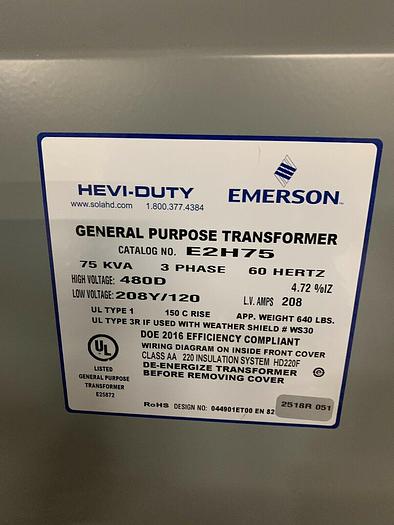 HEVI-DUTY
www.solahd.com 1.800.377.4384
EMERSON™
GENERAL PURPOSE TRANSFORMER
CATALOG NO. E2H75
75 KVA 3 PHASE 60 HERTZ
HIGH VOLTAGE: 480D 4.72 %IZ
LOW VOLTAGE: 208Y/120 L.V. AMPS 208
UL TYPE 1 150 C RISE APP. WEIGHT 640 LBS.
UL TYPE 3R IF USED WITH WEATHER SHIELD # WS30
DOE 2016 EFFICIENCY COMPLIANT
WIRING DIAGRAM ON INSIDE FRONT COVER
CLASS AA 220 INSULATION SYSTEM HD220F
DE-ENERGIZE TRANSFORMER
BEFORE REMOVING COVER
UL
LISTED
GENERAL PURPOSE
TRANSFORMER
E25872
RoHS DESIGN NO: 044901ET00 EN 82
2518R 051